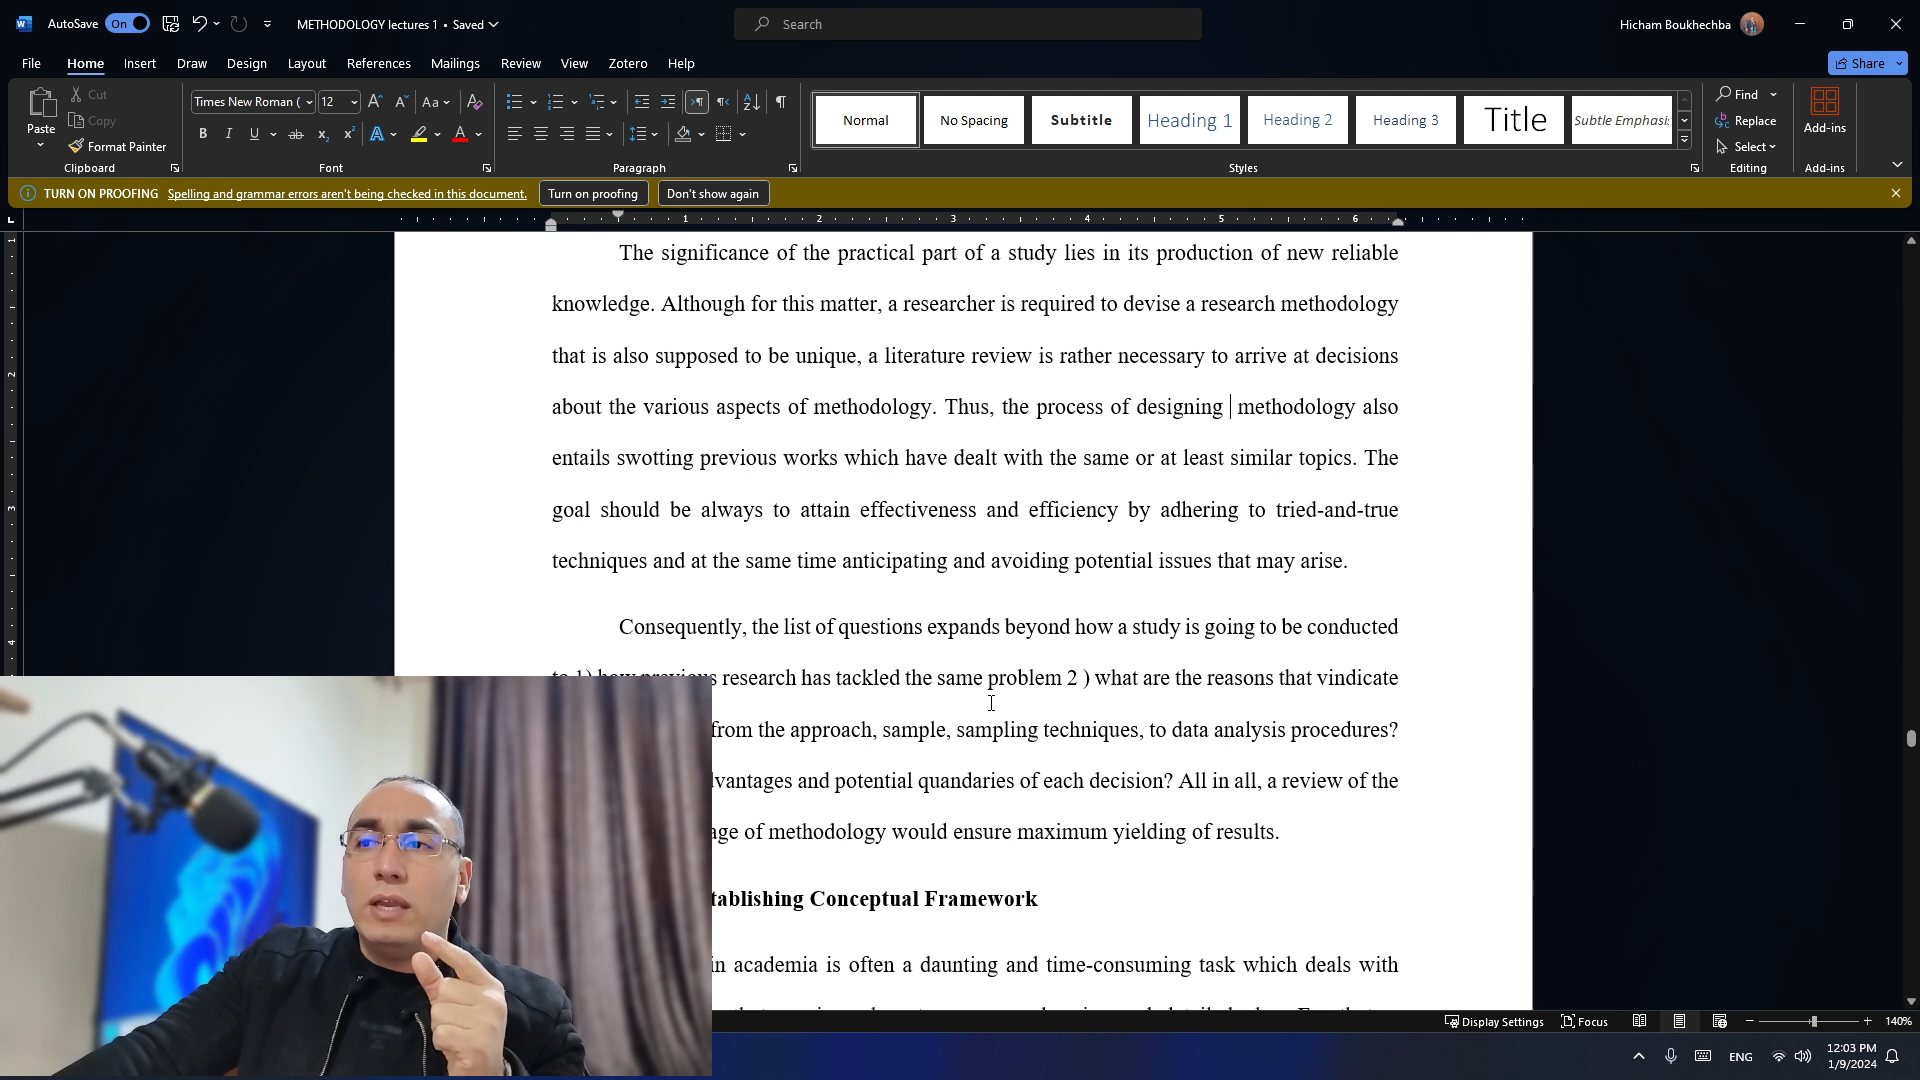 AutoSave On METHODOLOGY lectures 1 • Saved Search Hicham Boukhechba
File Home Insert Draw Design Layout References Mailings Review View Zotero Help Share
Paste Cut Copy Format Painter Clipboard
Times New Roman ( 12 Font
Paragraph
Normal No Spacing Subtitle Heading 1 Heading 2 Heading 3 Title Subtle Emphasis Styles
Find Replace Select Editing
Add-ins Add-ins
TURN ON PROOFING Spelling and grammar errors aren't being checked in this document. Turn on proofing Don't show again
1 2 3 4 5 6
The significance of the practical part of a study lies in its production of new reliable
knowledge. Although for this matter, a researcher is required to devise a research methodology
that is also supposed to be unique, a literature review is rather necessary to arrive at decisions
about the various aspects of methodology. Thus, the process of designing methodology also
entails swotting previous works which have dealt with the same or at least similar topics. The
goal should be always to attain effectiveness and efficiency by adhering to tried-and-true
techniques and at the same time anticipating and avoiding potential issues that may arise.
Consequently, the list of questions expands beyond how a study is going to be conducted
to 1) how previous research has tackled the same problem 2 ) what are the reasons that vindicate
from the approach, sample, sampling techniques, to data analysis procedures?
vantages and potential quandaries of each decision? All in all, a review of the
age of methodology would ensure maximum yielding of results.
tablishing Conceptual Framework
in academia is often a daunting and time-consuming task which deals with
Display Settings Focus 140%
ENG 12:03 PM
1/9/2024